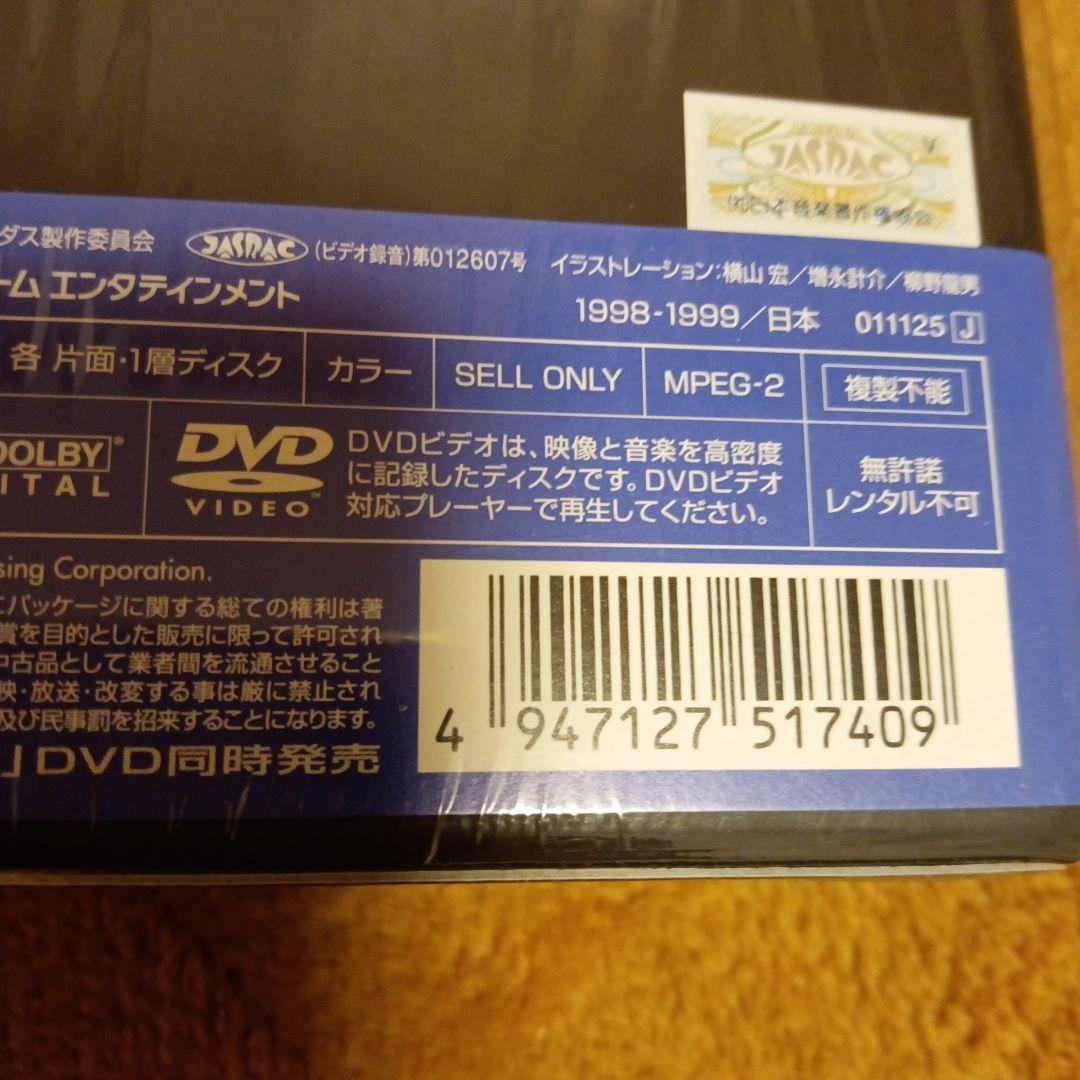 JASRAC
ダス製作委員会 JASRAC (ビデオ録音)第012607号 イラストレーション:横山 宏/増永計介/柳野龍男
ーム エンタテインメント 1998-1999/日本 011125 J
各 片面・1層ディスク カラー SELL ONLY MPEG-2 複製不能
DOLBY®
ITAL
DVD
VIDEO™
DVDビデオは、映像と音楽を高密度
に記録したディスクです。DVDビデオ
対応プレーヤーで再生してください。
無許諾
レンタル不可
sing Corporation.
パッケージに関する総ての権利は著
賞を目的とした販売に限って許可され
中古品として業者間を流通させること
映・放送・改変する事は厳に禁止され
及び民事罰を招来することになります。
」DVD同時発売
4 947127 517409